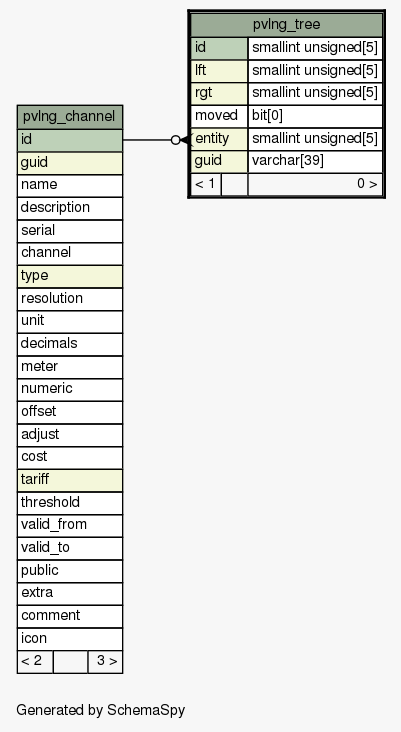 pvlng_tree
id smallint unsigned[5]
lft smallint unsigned[5]
rgt smallint unsigned[5]
moved bit[0]
entity smallint unsigned[5]
guid varchar[39]
< 1 0 >
pvlng_channel
id
guid
name
description
serial
channel
type
resolution
unit
decimals
meter
numeric
offset
adjust
cost
tariff
threshold
valid_from
valid_to
public
extra
comment
icon
< 2 3 >
Generated by SchemaSpy